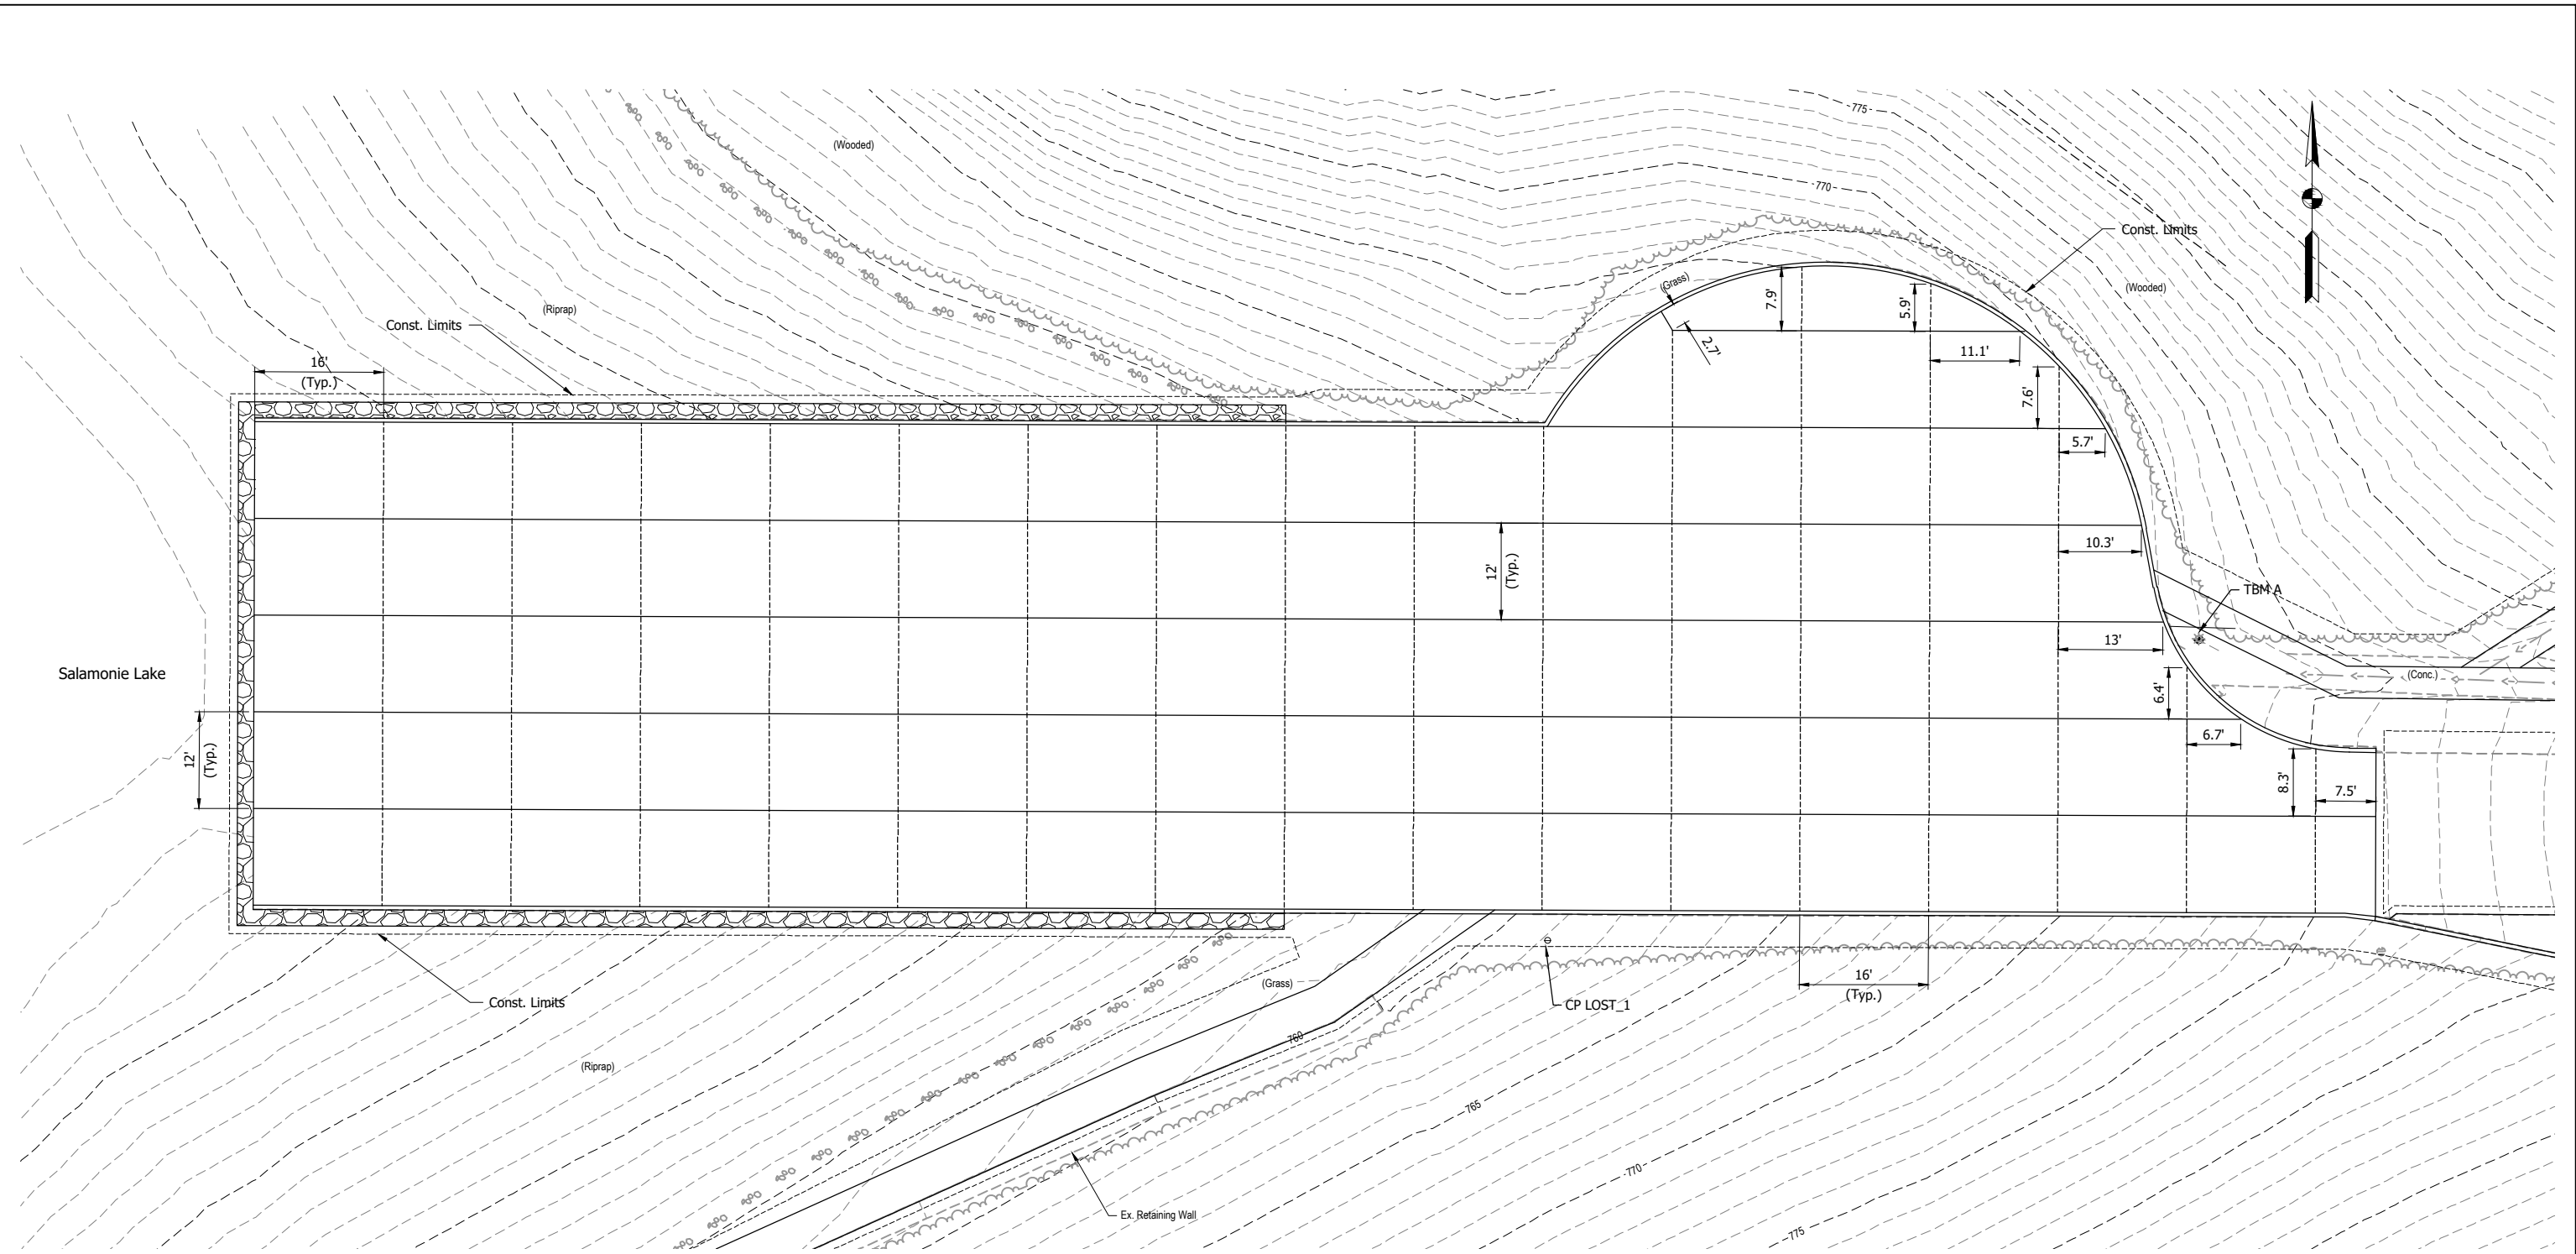 775
(Wooded)
770
Const. Limits
(Grass)
7.9'
5.9'
(Wooded)
(Riprap)
Const. Limits
2.7'
11.1'
16'
(Typ.)
7.6'
5.7'
10.3'
12'
(Typ.)
TBM A
13'
Salamonie Lake
(Conc.)
6.4'
6.7'
12'
(Typ.)
8.3'
7.5'
16'
(Typ.)
(Grass)
Const. Limits
CP LOST_1
760
(Riprap)
765
770
Ex. Retaining Wall
775